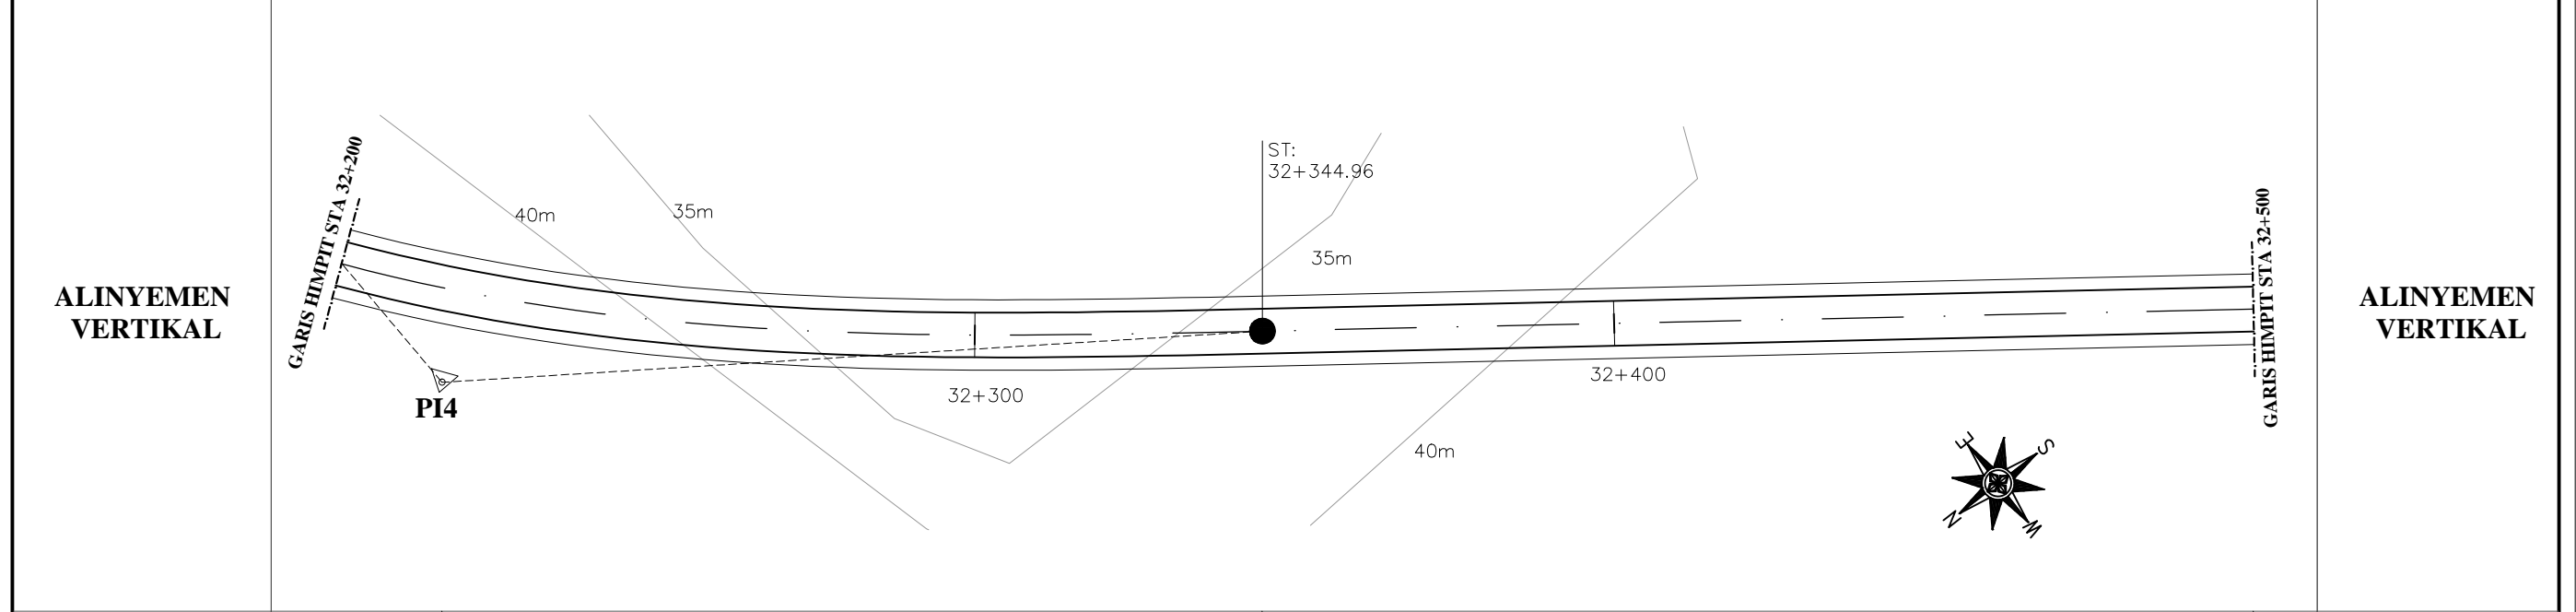 ALINYEMEN
VERTIKAL
GARIS HIMPIT STA 32+200
40m
35m
ST:
32+344.96
35m
PI4
32+300
32+400
40m
E
S
N
W
GARIS HIMPIT STA 32+500
ALINYEMEN
VERTIKAL